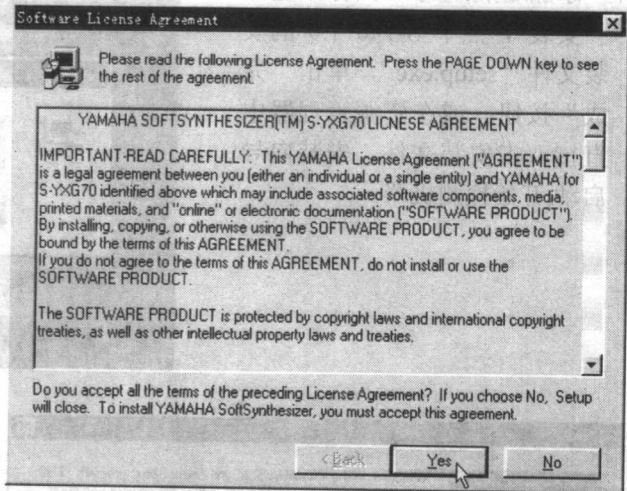 Software License Agreement
Please read the following License Agreement. Press the PAGE DOWN key to see
the rest of the agreement.
YAMAHA SOFTSYNTHESIZER(TM) S-YXG70 LICNESE AGREEMENT
IMPORTANT-READ CAREFULLY: This YAMAHA License Agreement ("AGREEMENT")
is a legal agreement between you (either an individual or a single entity) and YAMAHA for
S-YXG70 identified above which may include associated software components, media,
printed materials, and "online" or electronic documentation ("SOFTWARE PRODUCT").
By installing, copying, or otherwise using the SOFTWARE PRODUCT, you agree to be
bound by the terms of this AGREEMENT.
If you do not agree to the terms of this AGREEMENT, do not install or use the
SOFTWARE PRODUCT.
The SOFTWARE PRODUCT is protected by copyright laws and international copyright
treaties, as well as other intellectual property laws and treaties.
Do you accept all the terms of the preceding License Agreement? If you choose No, Setup
will close. To install YAMAHA SoftSynthesizer, you must accept this agreement.
< Back Yes No